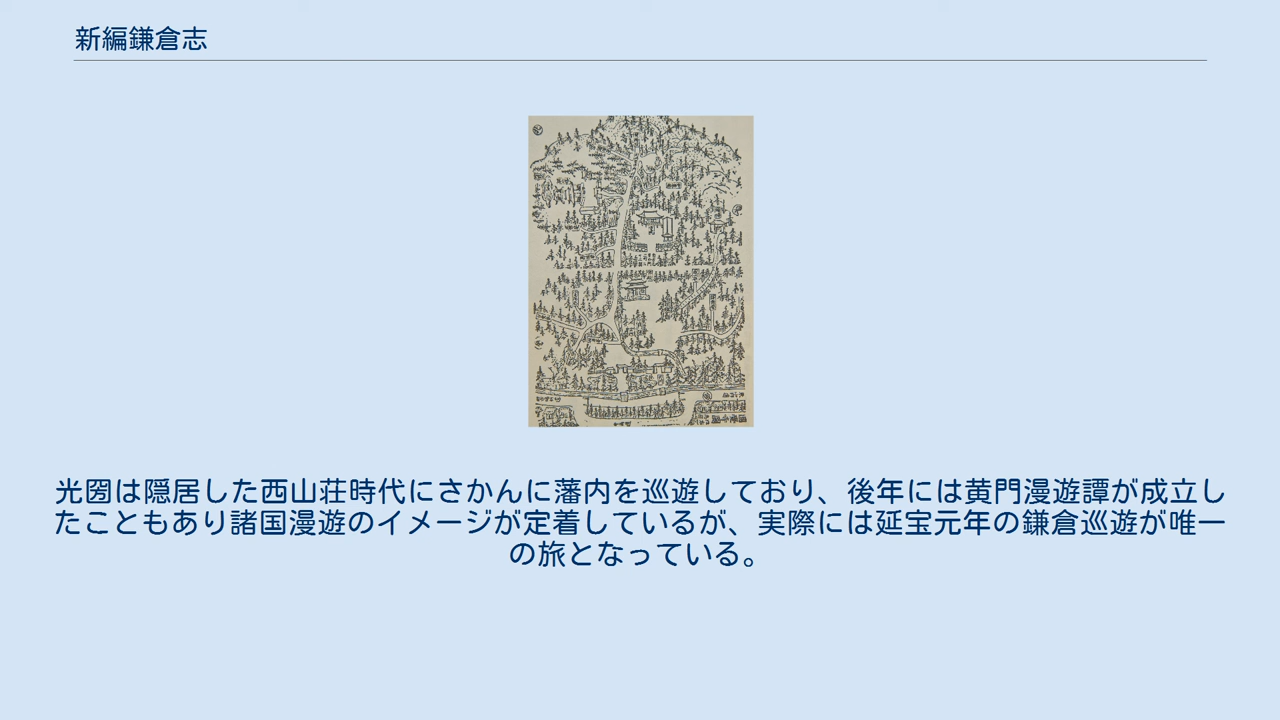 新編鎌倉志
光圀は隠居した西山荘時代にさかんに藩内を巡遊しており、後年には黄門漫遊譚が成立し
たこともあり諸国漫遊のイメージが定着しているが、実際には延宝元年の鎌倉巡遊が唯一
の旅となっている。